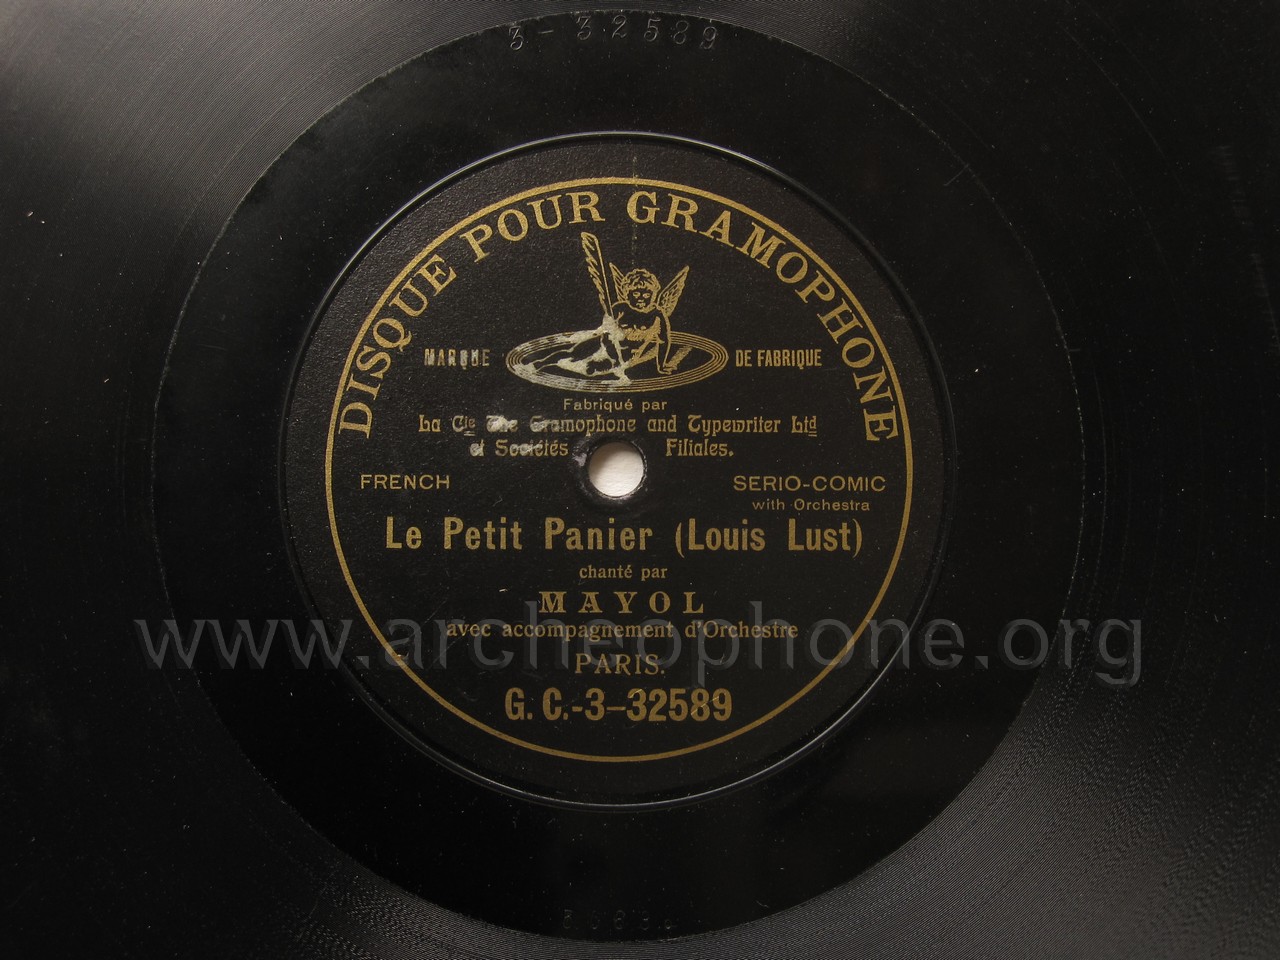 3-32589
DISQUE POUR GRAMOPHONE
MARQUE DE FABRIQUE
Fabriqué par
La Cie The Gramophone and Typewriter Ltd
et Sociétés Filiales.
FRENCH SERIO-COMIC
with Orchestra
Le Petit Panier (Louis Lust)
chanté par
MAYOL
avec accompagnement d'Orchestre
www.archeophone.org
PARIS.
G. C.-3-32589